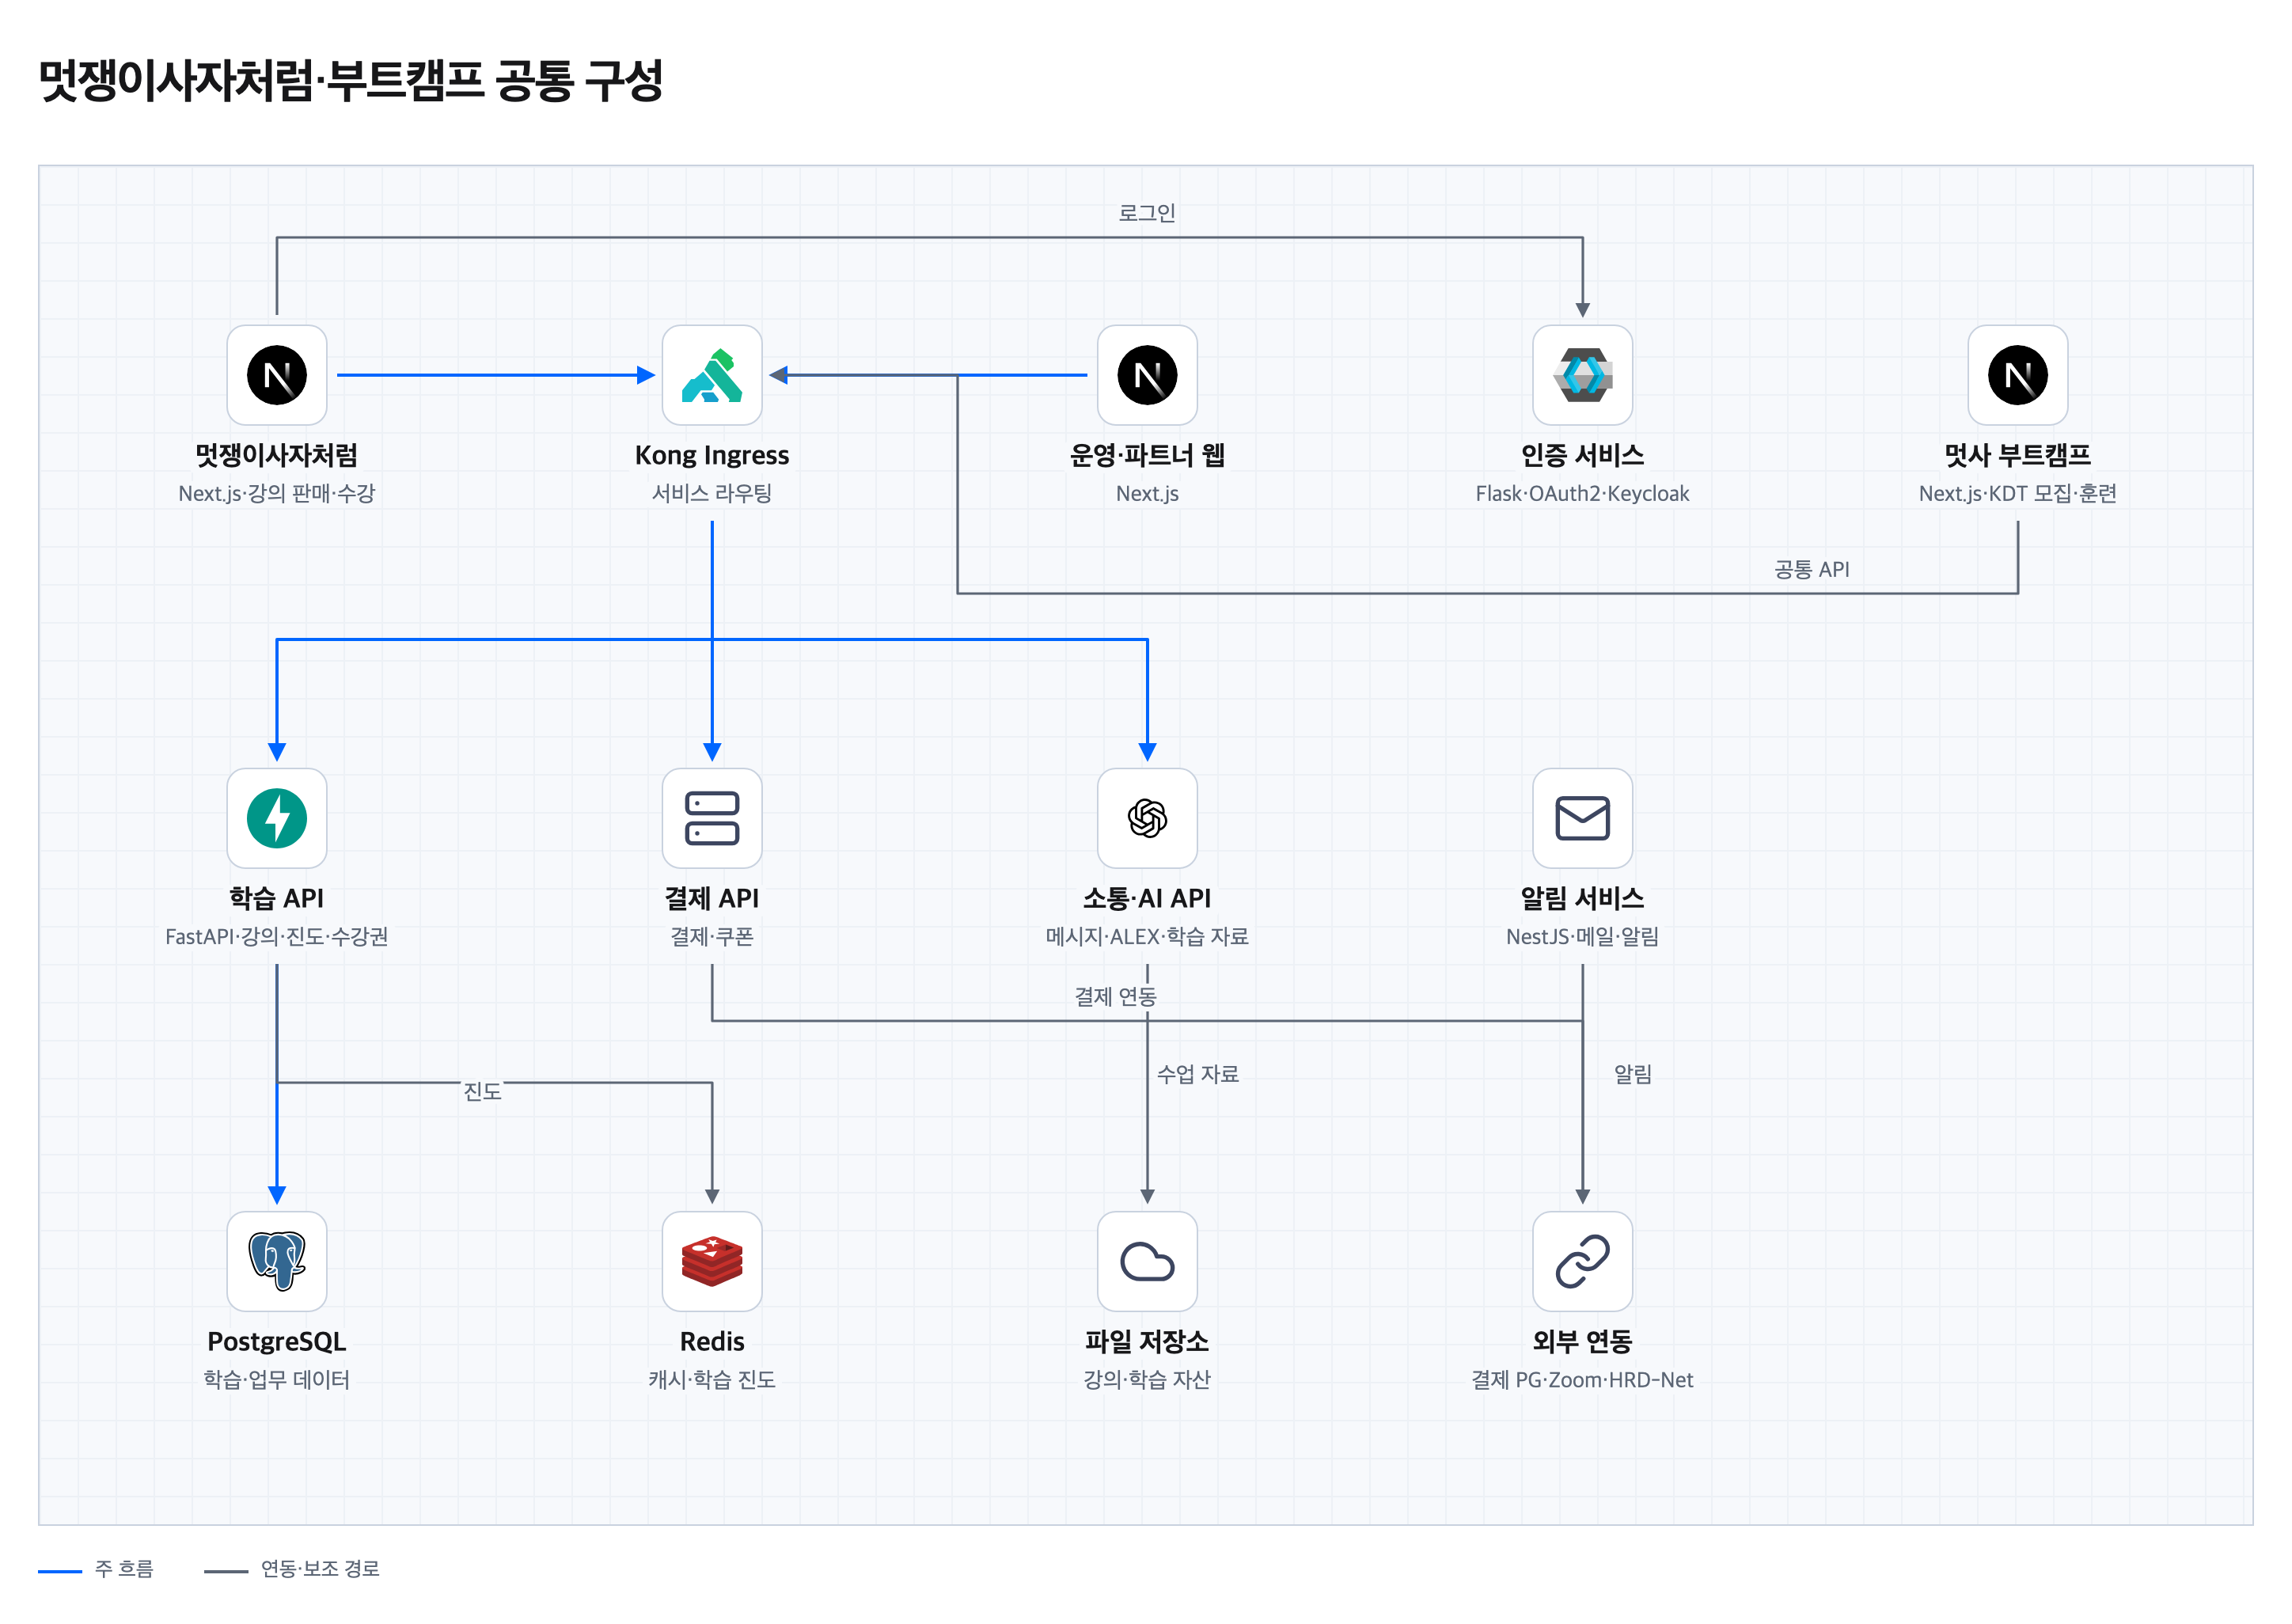 멋쟁이사자처럼·부트캠프 공통 구성
로그인
멋쟁이사자처럼
Next.js·강의 판매·수강
Kong Ingress
서비스 라우팅
운영·파트너 웹
Next.js
인증 서비스
Flask·OAuth2·Keycloak
멋사 부트캠프
Next.js·KDT 모집·훈련
공통 API
학습 API
FastAPI·강의·진도·수강권
결제 API
결제·쿠폰
소통·AI API
메시지·ALEX·학습 자료
알림 서비스
NestJS·메일·알림
결제 연동
수업 자료
알림
진도
PostgreSQL
학습·업무 데이터
Redis
캐시·학습 진도
파일 저장소
강의·학습 자산
외부 연동
결제 PG·Zoom·HRD-Net
주 흐름
연동·보조 경로